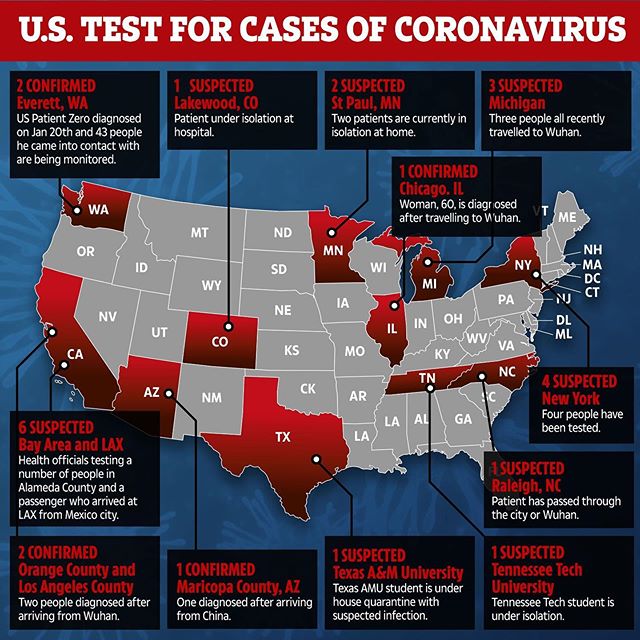 U.S. TEST FOR CASES OF CORONAVIRUS
2 CONFIRMED
Everett, WA
US Patient Zero diagnosed
on Jan 20th and 43 people
he came into contact with
are being monitored.
1 SUSPECTED
Lakewood, CO
Patient under isolation at
hospital.
2 SUSPECTED
St Paul, MN
Two patients are currently in
isolation at home.
3 SUSPECTED
Michigan
Three people all recently
travelled to Wuhan.
1 CONFIRMED
Chicago. IL
Woman, 60, is diagnosed
after travelling to Wuhan.
WA
OR
CA
NV
ID
MT
WY
UT
AZ
CO
NM
ND
SD
NE
KS
CK
TX
MN
IA
MO
AR
LA
WI
IL
MI
IN
OH
KY
TN
LA
AL
GA
SC
NC
VA
WV
PA
NY
VT
ME
NH
MA
DC
CT
NJ
DL
ML
6 SUSPECTED
Bay Area and LAX
Health officials testing a
number of people in
Alameda County and a
passenger who arrived at
LAX from Mexico city.
4 SUSPECTED
New York
Four people have
been tested.
1 SUSPECTED
Raleigh, NC
Patient has passed through
the city or Wuhan.
2 CONFIRMED
Orange County and
Los Angeles County
Two people diagnosed after
arriving from Wuhan.
1 CONFIRMED
Maricopa County, AZ
One diagnosed after arriving
from China.
1 SUSPECTED
Texas A&M University
Texas AMU student is under
house quarantine with
suspected infection.
1 SUSPECTED
Tennessee Tech
University
Tennessee Tech student is
under isolation.